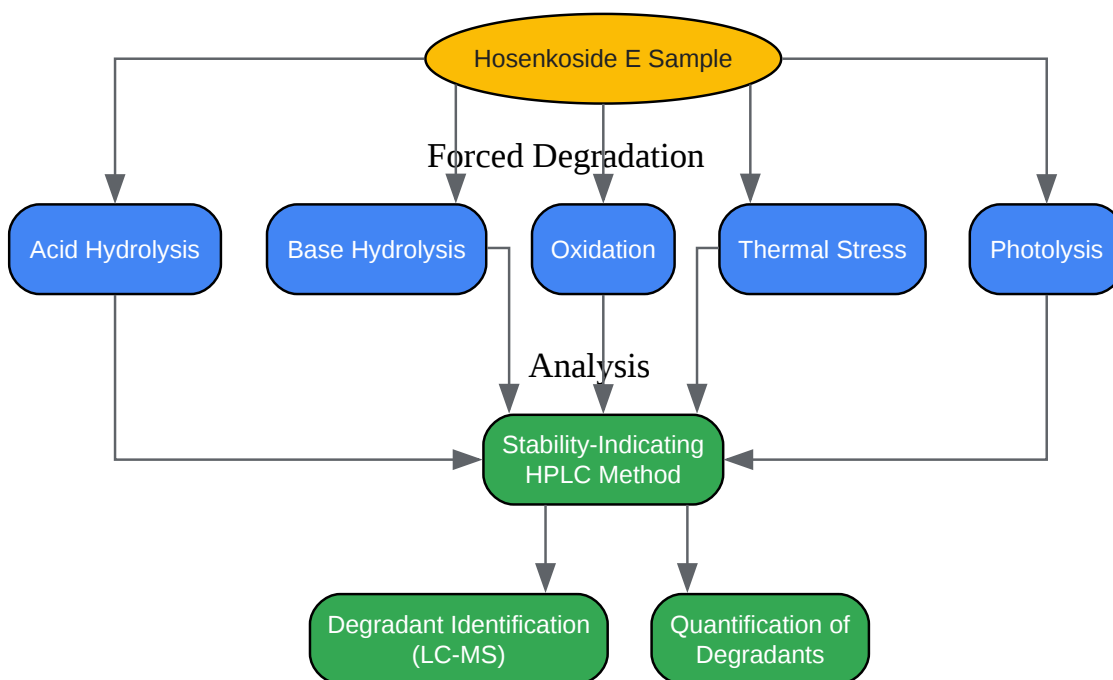 Hosenkoside E Sample
Forced Degradation
Acid Hydrolysis
Base Hydrolysis
Oxidation
Thermal Stress
Photolysis
Analysis
Stability-Indicating
HPLC Method
Degradant Identification
(LC-MS)
Quantification of
Degradants